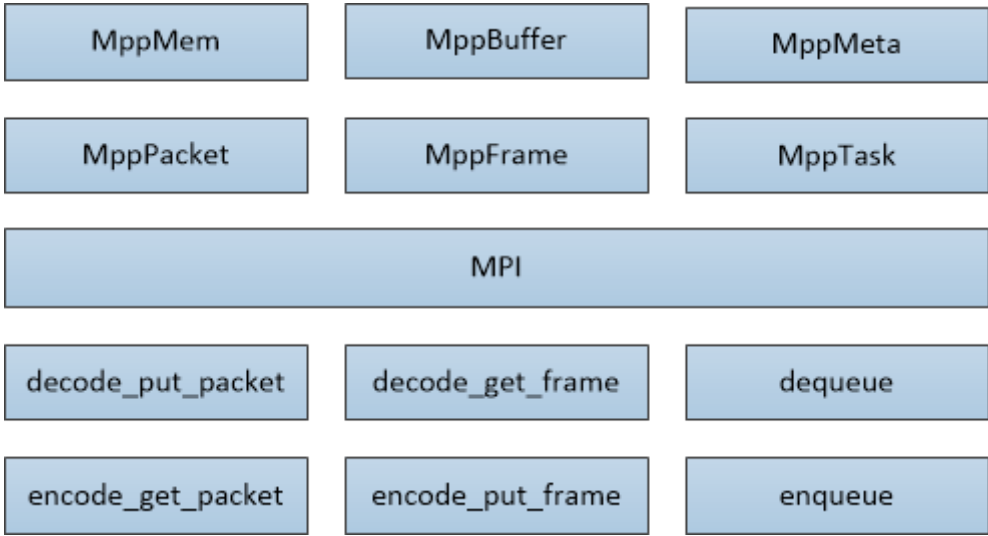 MppMem
MppBuffer
MppMeta
MppPacket
MppFrame
MppTask
MPI
decode_put_packet
decode_get_frame
dequeue
encode_get_packet
encode_put_frame
enqueue